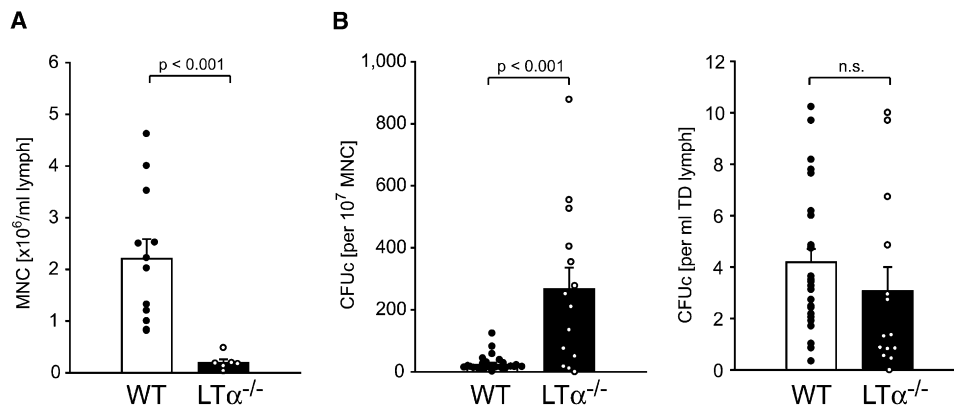 A
MNC [x10⁶/ml lymph]
6
5
4
3
2
1
0
p < 0.001
WT
LTα⁻/⁻
B
CFUc [per 10⁷ MNC]
1,000
800
600
400
200
0
p < 0.001
WT
LTα⁻/⁻
CFUc [per ml TD lymph]
12
10
8
6
4
2
0
n.s.
WT
LTα⁻/⁻